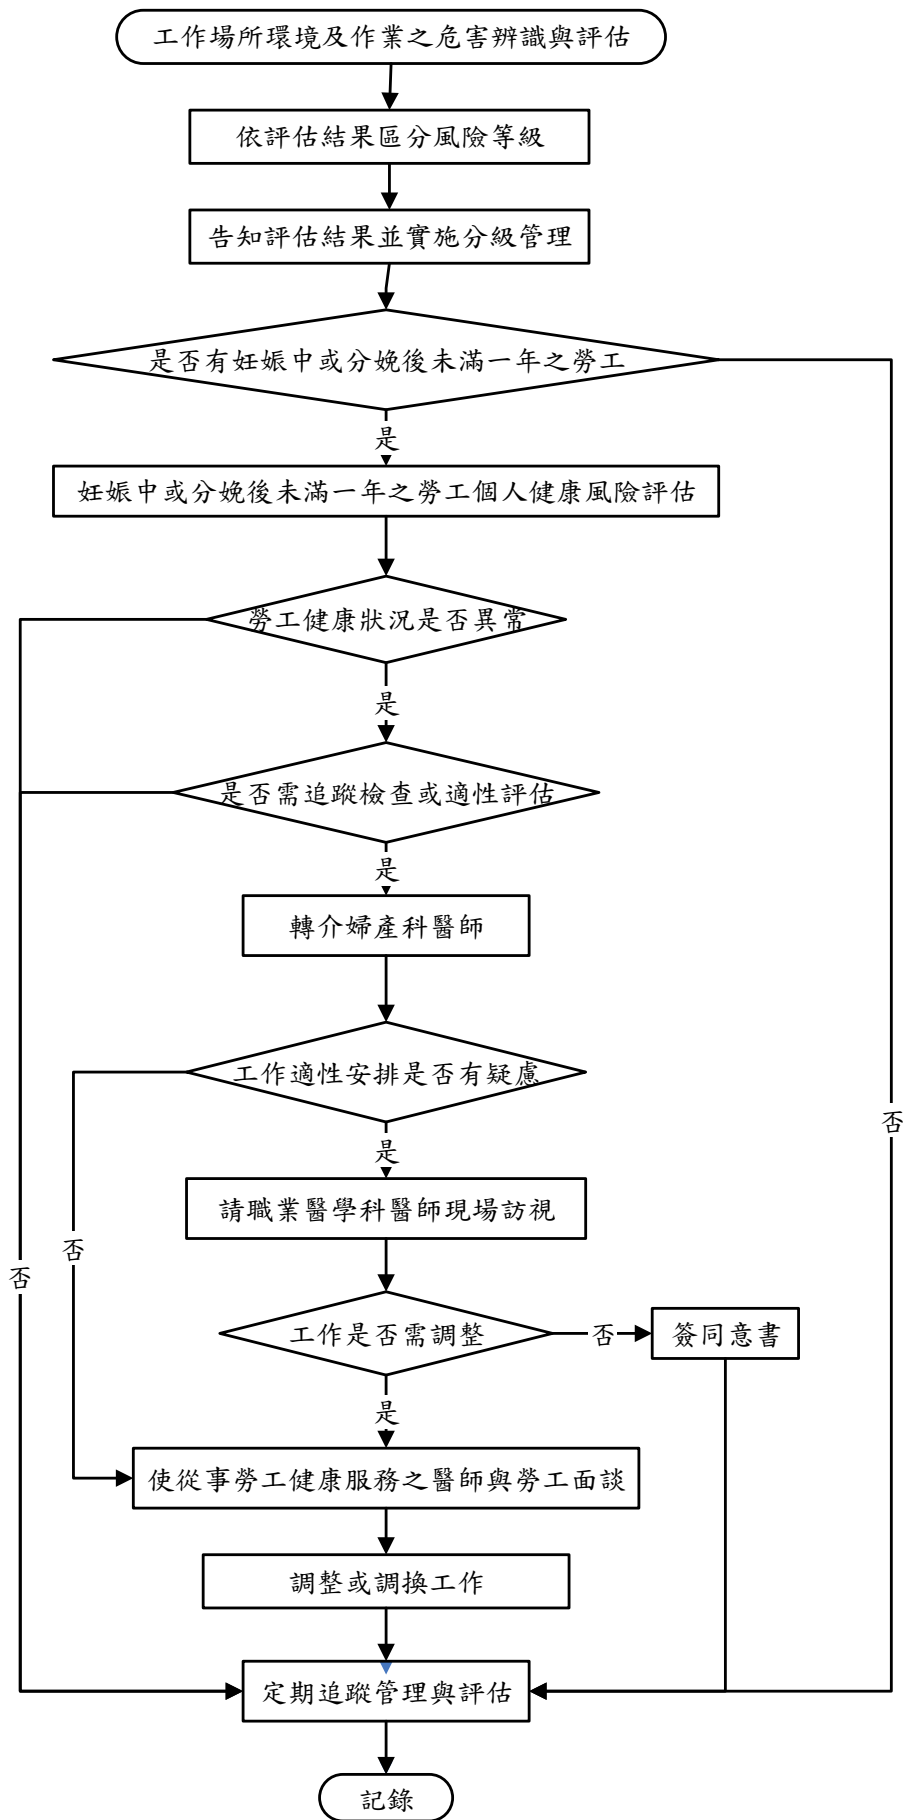 工作場所環境及作業之危害辨識與評估
依評估結果區分風險等級
告知評估結果並實施分級管理
是否有妊娠中或分娩後未滿一年之勞工
是
妊娠中或分娩後未滿一年之勞工個人健康風險評估
勞工健康狀況是否異常
是
是否需追蹤檢查或適性評估
是
轉介婦產科醫師
工作適性安排是否有疑慮
否
是
請職業醫學科醫師現場訪視
否
否
工作是否需調整
否
簽同意書
是
使從事勞工健康服務之醫師與勞工面談
調整或調換工作
定期追蹤管理與評估
記錄